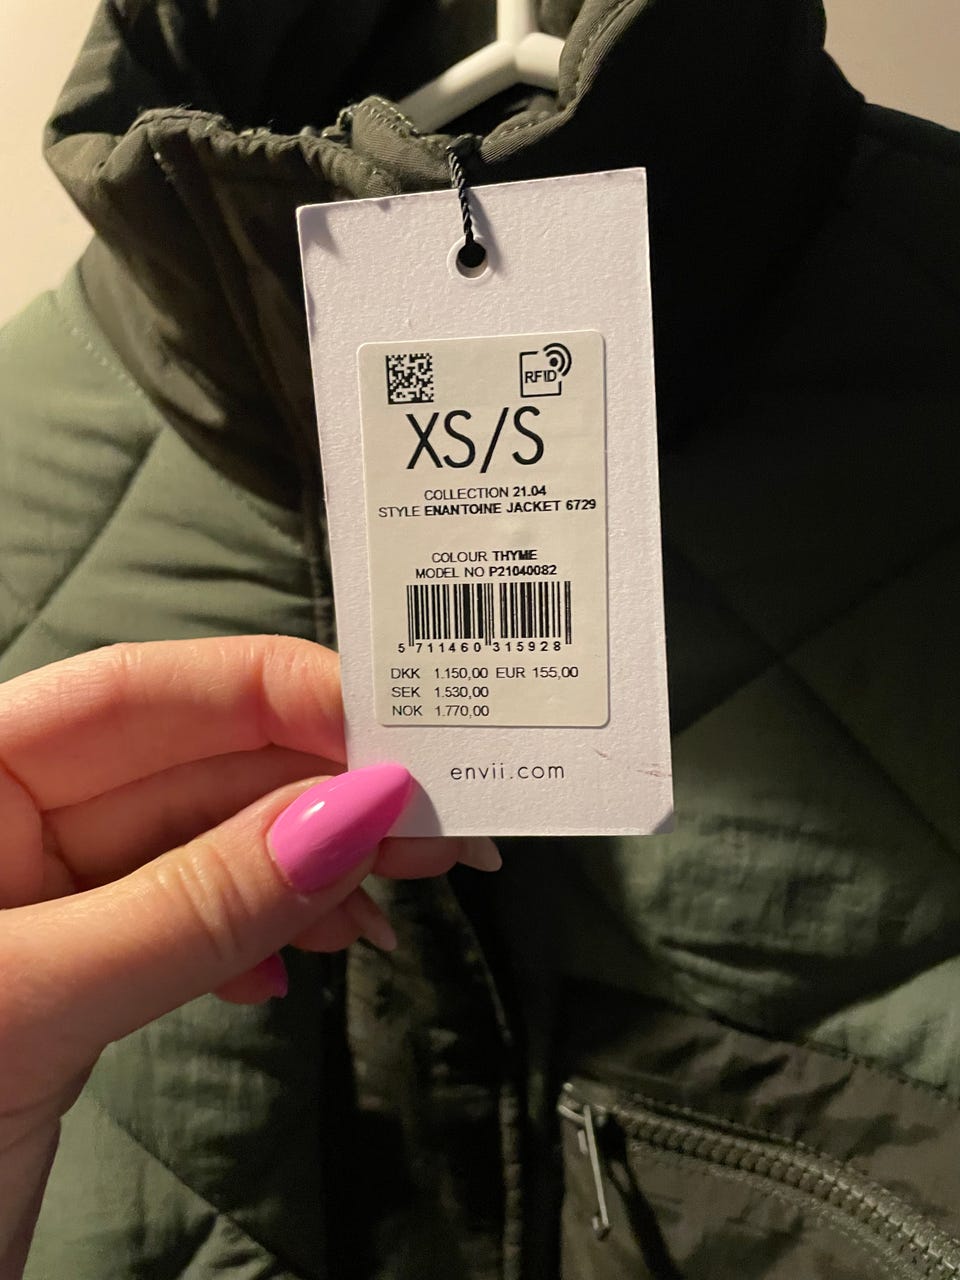 RFID
XS/S
COLLECTION 21.04
STYLE ENANTOINE JACKET 6729
COLOUR THYME
MODEL NO P21040082
5 711460 315928
DKK 1.150,00 EUR 155,00
SEK 1.530,00
NOK 1.770,00
envii.com